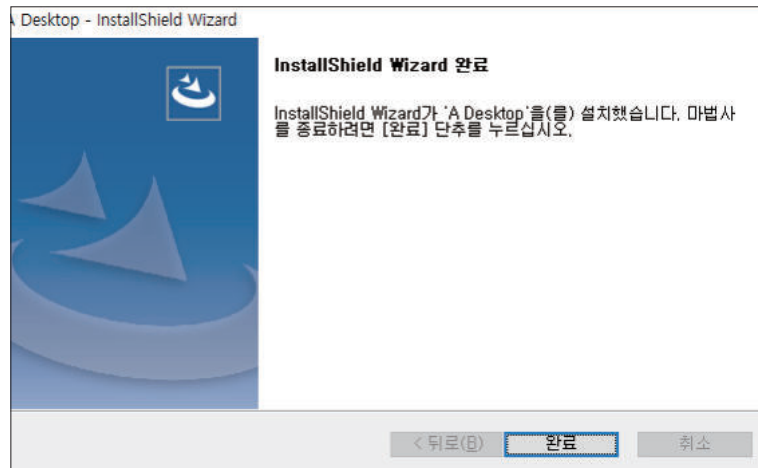 A Desktop - InstallShield Wizard
InstallShield Wizard 완료
InstallShield Wizard가 'A Desktop'을(를) 설치했습니다. 마법사
를 종료하려면 [완료] 단추를 누르십시오.
< 뒤로(B) 완료 취소